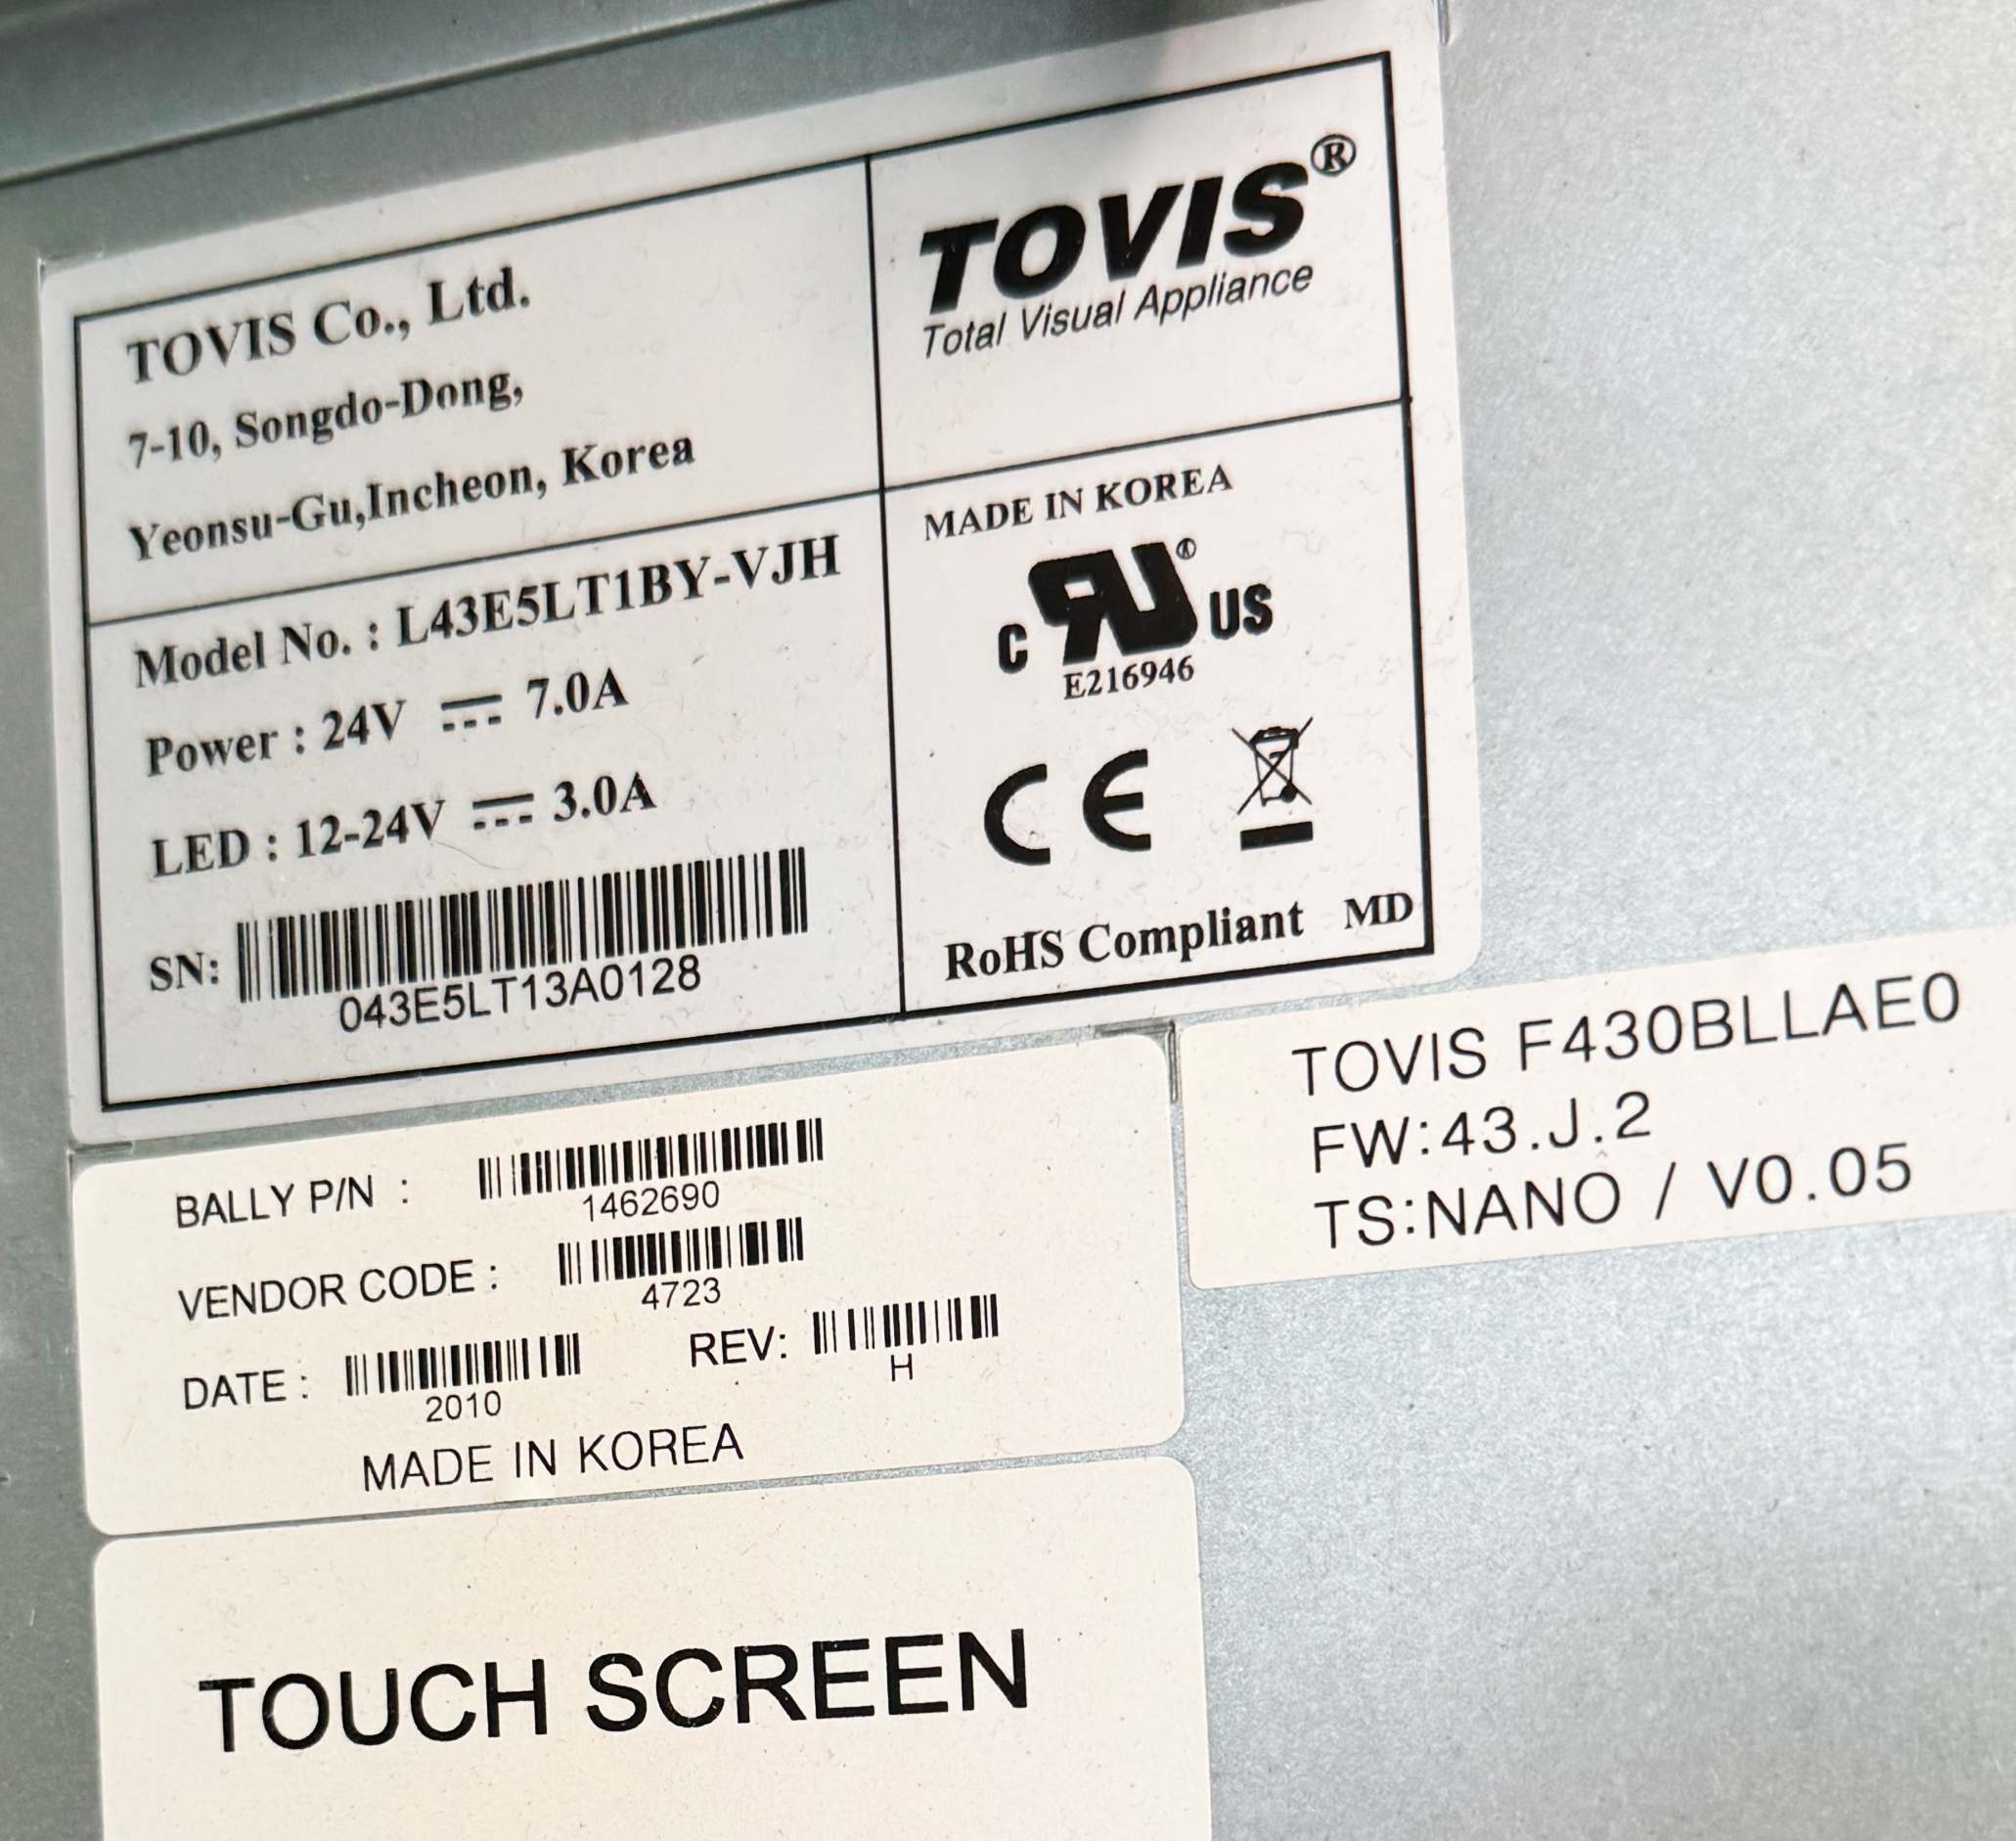 TOVIS Co., Ltd.
7-10, Songdo-Dong,
Yeonsu-Gu,Incheon, Korea
TOVIS®
Total Visual Appliance
Model No. : L43E5LT1BY-VJH
Power : 24V 7.0A
LED : 12-24V 3.0A
SN:
043E5LT13A0128
MADE IN KOREA
c RU® US
E216946
CE
RoHS Compliant MD
BALLY P/N :
1462690
VENDOR CODE :
4723
DATE :
2010
REV:
H
MADE IN KOREA
TOVIS F430BLLAE0
FW:43.J.2
TS:NANO / V0.05
TOUCH SCREEN